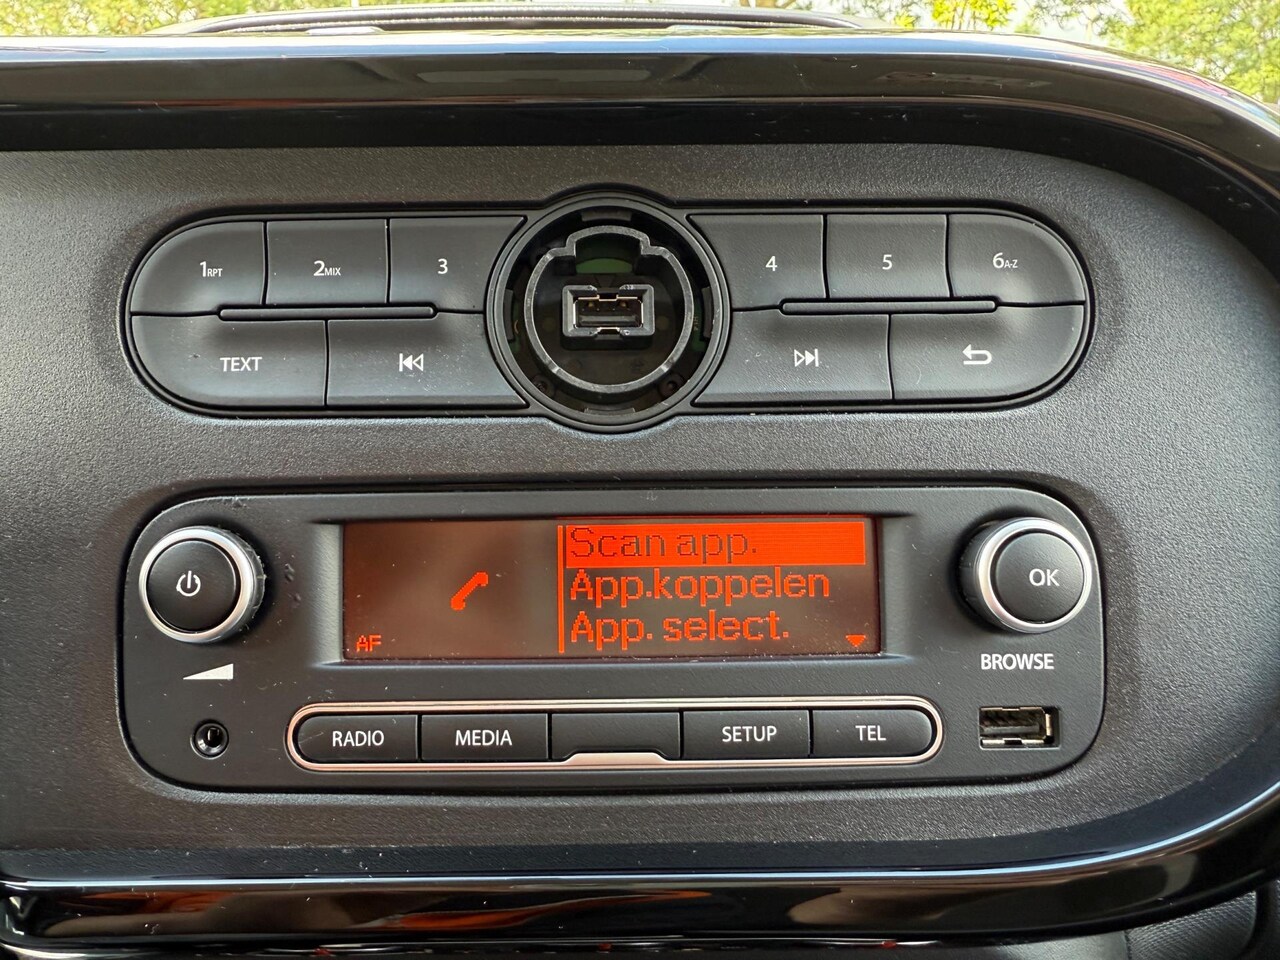 1RPT
2MIX
3
4
5
6A-Z
TEXT
Scan app.
App.koppelen
App. select.
AF
OK
BROWSE
RADIO
MEDIA
SETUP
TEL